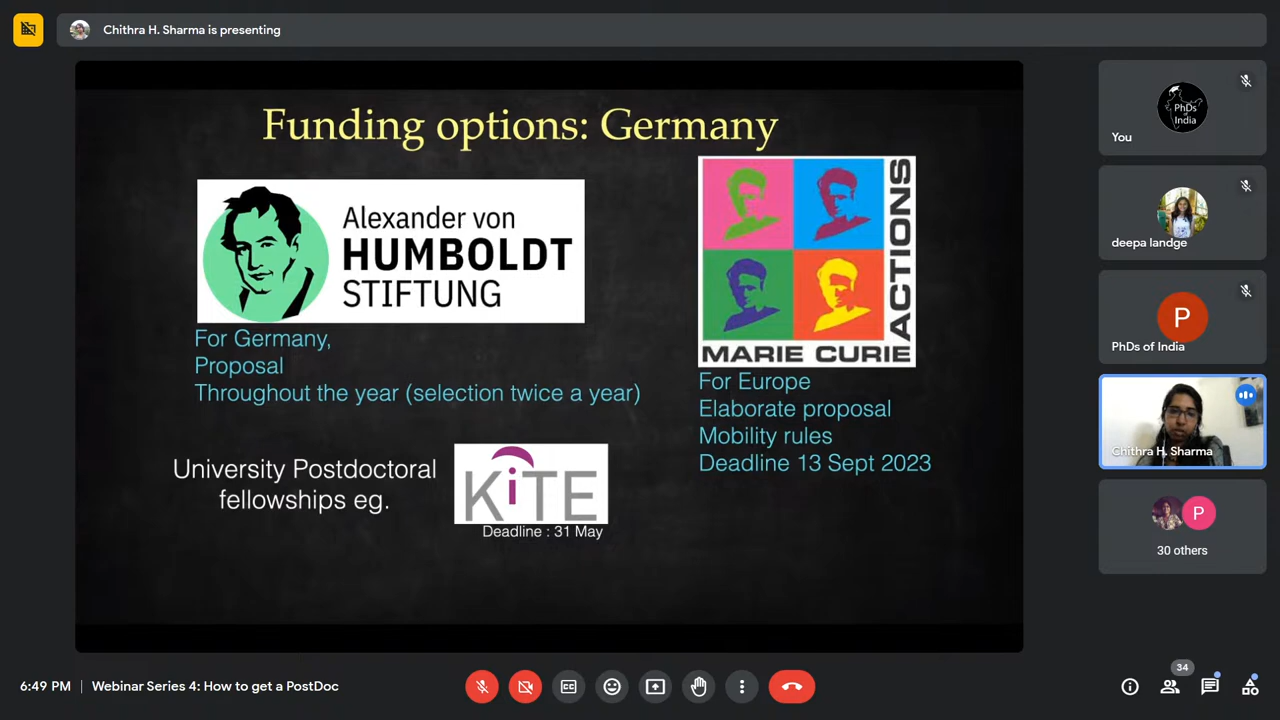 Chithra H. Sharma is presenting
Funding options: Germany
Alexander von
HUMBOLDT
STIFTUNG
For Germany,
Proposal
Throughout the year (selection twice a year)
MARIE CURIE
ACTIONS
For Europe
Elaborate proposal
Mobility rules
Deadline 13 Sept 2023
University Postdoctoral
fellowships eg.
KiTE
Deadline : 31 May
PhDs
of
India
You
deepa landge
P
PhDs of India
Chithra H. Sharma
P
30 others
6:49 PM | Webinar Series 4: How to get a PostDoc
34